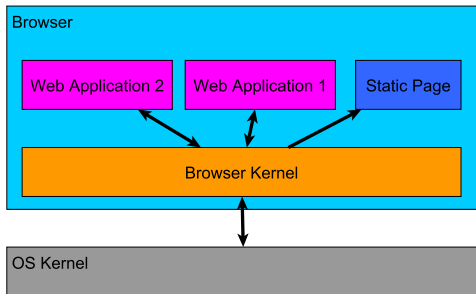 Browser
Web Application 2
Web Application 1
Static Page
Browser Kernel
OS Kernel